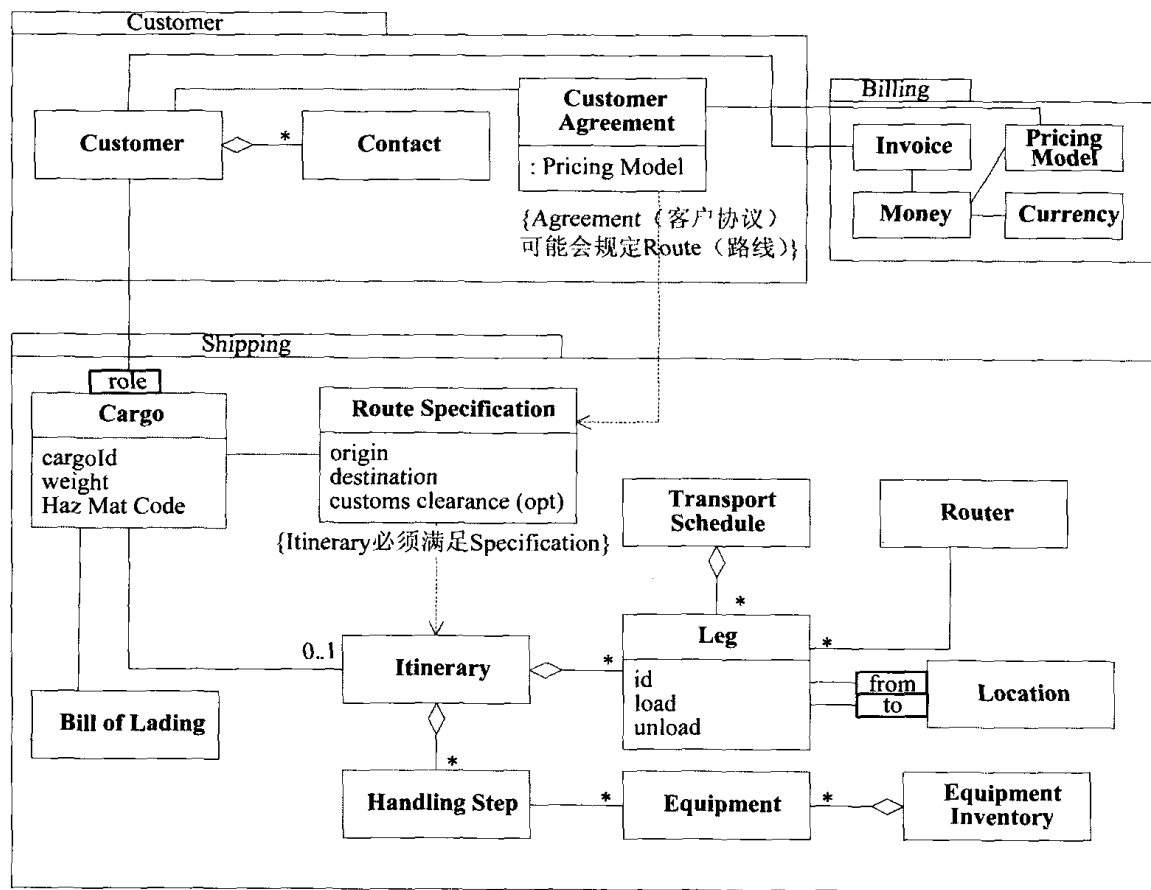 Customer
Customer
*
Contact
Customer
Agreement
: Pricing Model
{Agreement（客户协议）
可能会规定Route（路线）}
Billing
Invoice
Pricing
Model
Money
Currency
Shipping
role
Cargo
cargoId
weight
Haz Mat Code
Route Specification
origin
destination
customs clearance (opt)
{Itinerary必须满足Specification}
Transport
Schedule
*
Router
*
0..1
Itinerary
*
Leg
id
load
unload
from
to
Location
Bill of Lading
*
Handling Step
*
Equipment
*
Equipment
Inventory